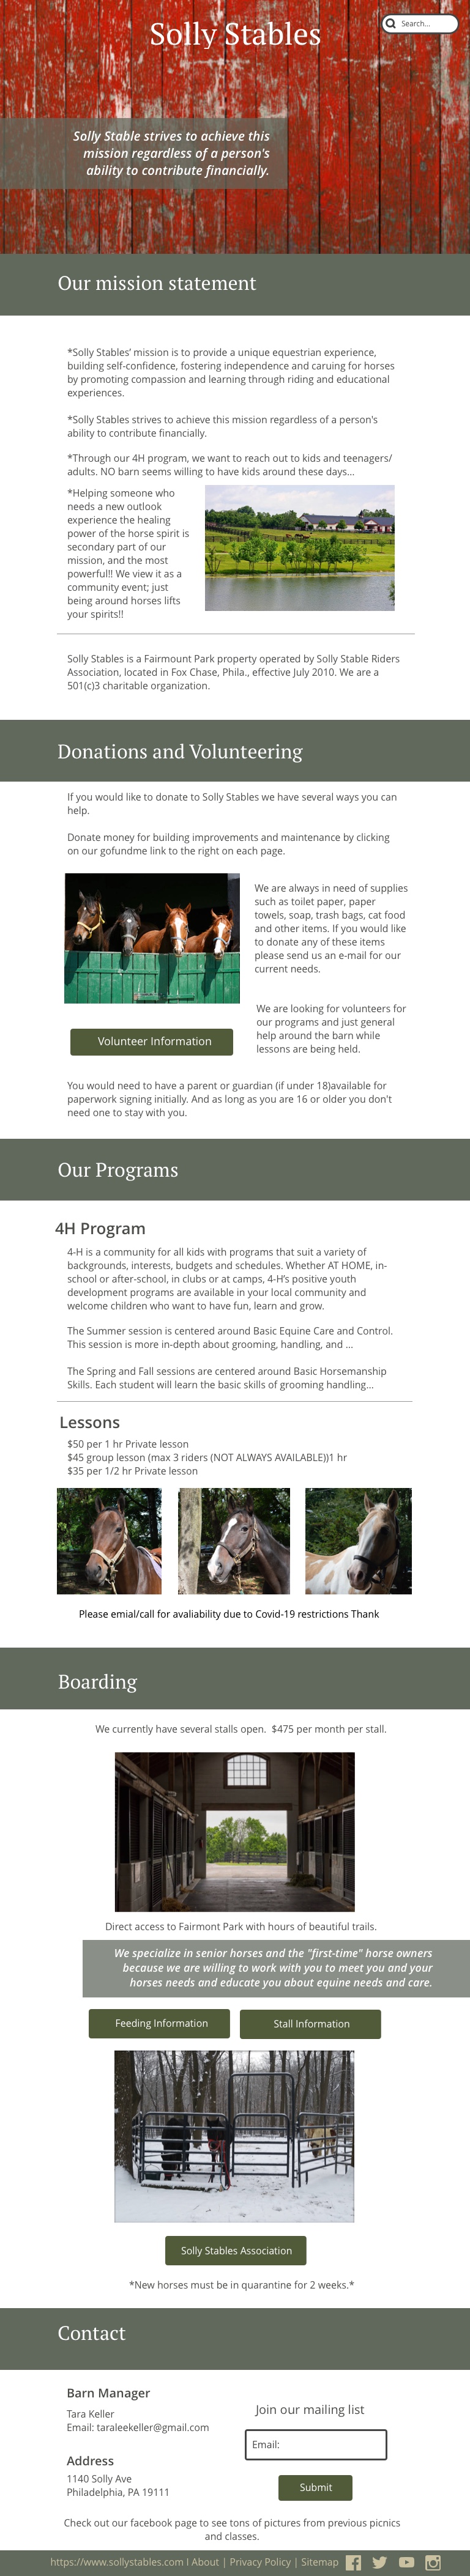 Solly Stables
Search...
Solly Stable strives to achieve this
mission regardless of a person's
ability to contribute financially.
Our mission statement
*Solly Stables’ mission is to provide a unique equestrian experience,
building self-confidence, fostering independence and caring for horses
by promoting compassion and learning through riding and educational
experiences.
*Solly Stables strives to achieve this mission regardless of a person's
ability to contribute financially.
*Through our 4H program, we want to reach out to kids and teenagers/
adults. NO barn seems willing to have kids around these days...
*Helping someone who
needs a new outlook
experience the healing
power of the horse spirit is
secondary part of our
mission, and the most
powerful!! We view it as a
community event; just
being around horses lifts
your spirits!!
Solly Stables is a Fairmount Park property operated by Solly Stable Riders
Association, located in Fox Chase, Phila., effective July 2010. We are a
501(c)3 charitable organization.
Donations and Volunteering
If you would like to donate to Solly Stables we have several ways you can
help.
Donate money for building improvements and maintenance by clicking
on our gofundme link to the right on each page.
We are always in need of supplies
such as toilet paper, paper
towels, soap, trash bags, cat food
and other items. If you would like
to donate any of these items
please send us an e-mail for our
current needs.
We are looking for volunteers for
our programs and just general
help around the barn while
lessons are being held.
Volunteer Information
You would need to have a parent or guardian (if under 18)available for
paperwork signing initially. And as long as you are 16 or older you don't
need one to stay with you.
Our Programs
4H Program
4-H is a community for all kids with programs that suit a variety of
backgrounds, interests, budgets and schedules. Whether AT HOME, in-
school or after-school, in clubs or at camps, 4-H’s positive youth
development programs are available in your local community and
welcome children who want to have fun, learn and grow.
The Summer session is centered around Basic Equine Care and Control.
This session is more in-depth about grooming, handling, and ...
The Spring and Fall sessions are centered around Basic Horsemanship
Skills. Each student will learn the basic skills of grooming handling...
Lessons
$50 per 1 hr Private lesson
$45 group lesson (max 3 riders (NOT ALWAYS AVAILABLE))1 hr
$35 per 1/2 hr Private lesson
Please emial/call for avaliability due to Covid-19 restrictions Thank
Boarding
We currently have several stalls open.  $475 per month per stall.
Direct access to Fairmont Park with hours of beautiful trails.
We specialize in senior horses and the "first-time" horse owners
because we are willing to work with you to meet you and your
horses needs and educate you about equine needs and care.
Feeding Information
Stall Information
Solly Stables Association
*New horses must be in quarantine for 2 weeks.*
Contact
Barn Manager
Tara Keller
Email: taraleekeller@gmail.com
Join our mailing list
Email:
Submit
Address
1140 Solly Ave
Philadelphia, PA 19111
Check out our facebook page to see tons of pictures from previous picnics
and classes.
https://www.sollystables.com I About | Privacy Policy | Sitemap